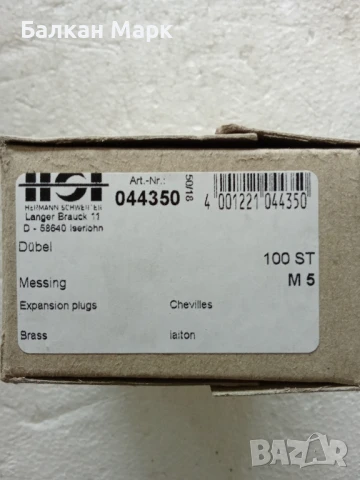 Балкан Марк
HSI
HERMANN SCHWERTER
Langer Brauck 11
D - 58640 Iserlohn
Art.-Nr.:
044350
50/18
4 001221 044350
Dübel
100 ST
Messing
M 5
Expansion plugs
Chevilles
Brass
laiton
BAZAR